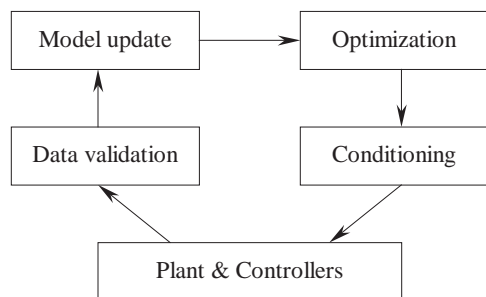 Model update
Optimization
Data validation
Conditioning
Plant & Controllers